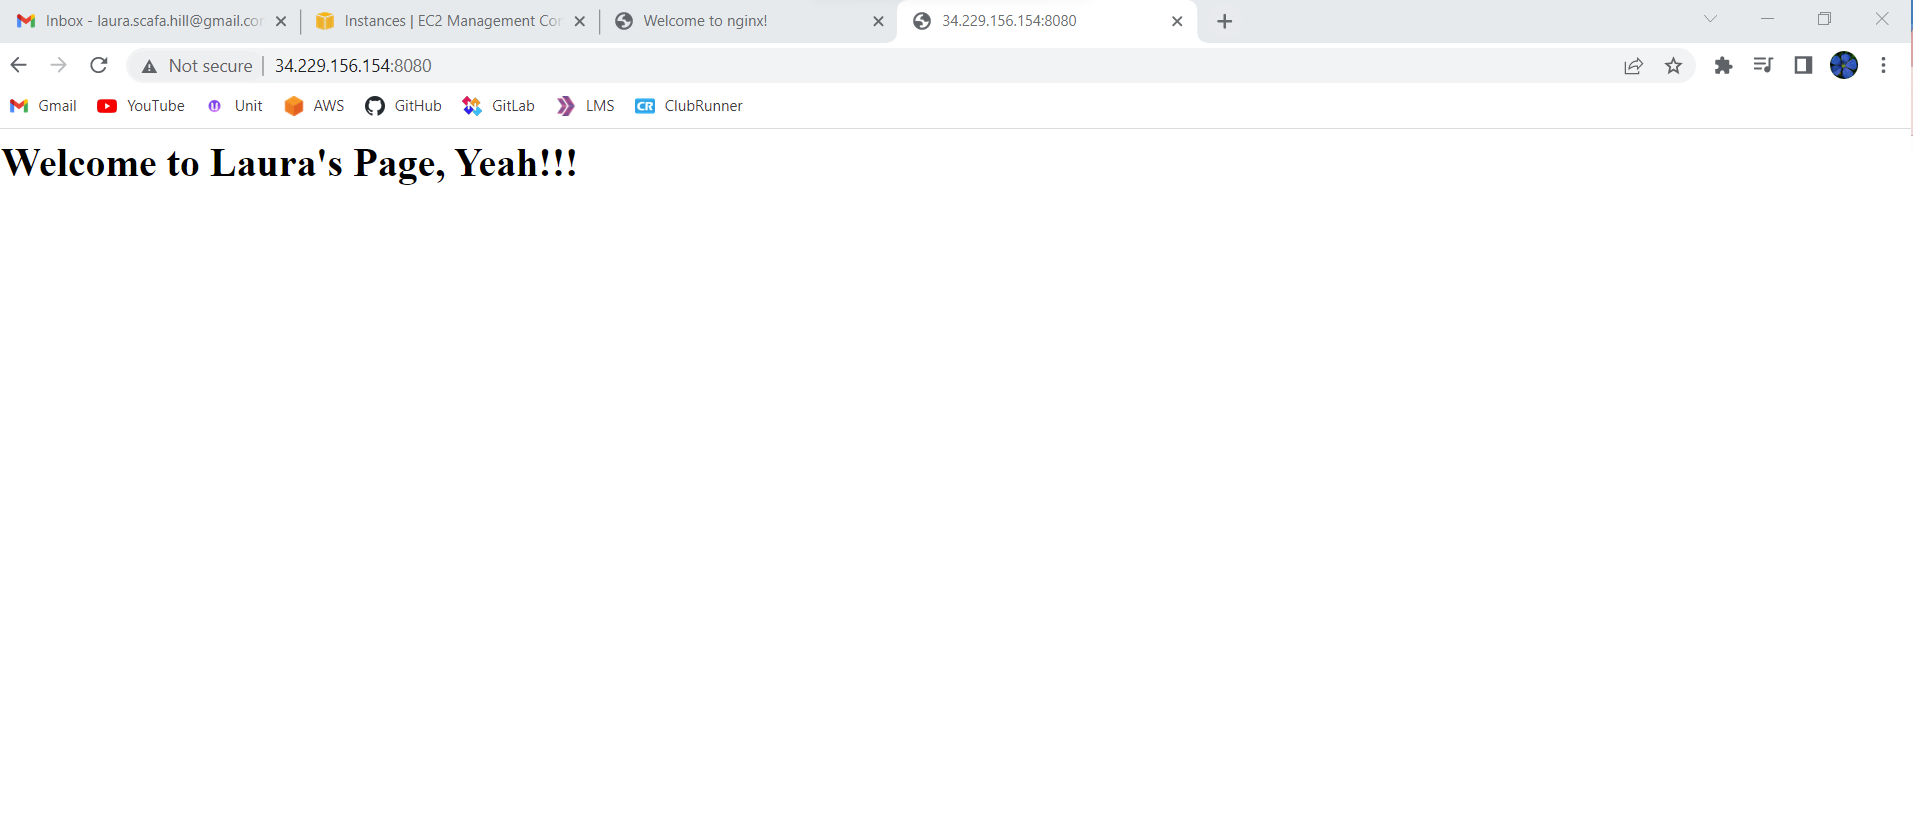 Inbox - laura.scafa.hill@gmail.co
Instances | EC2 Management Co
Welcome to nginx!
34.229.156.154:8080
Not secure | 34.229.156.154:8080
Gmail YouTube Unit AWS GitHub GitLab LMS CR ClubRunner
Welcome to Laura's Page, Yeah!!!